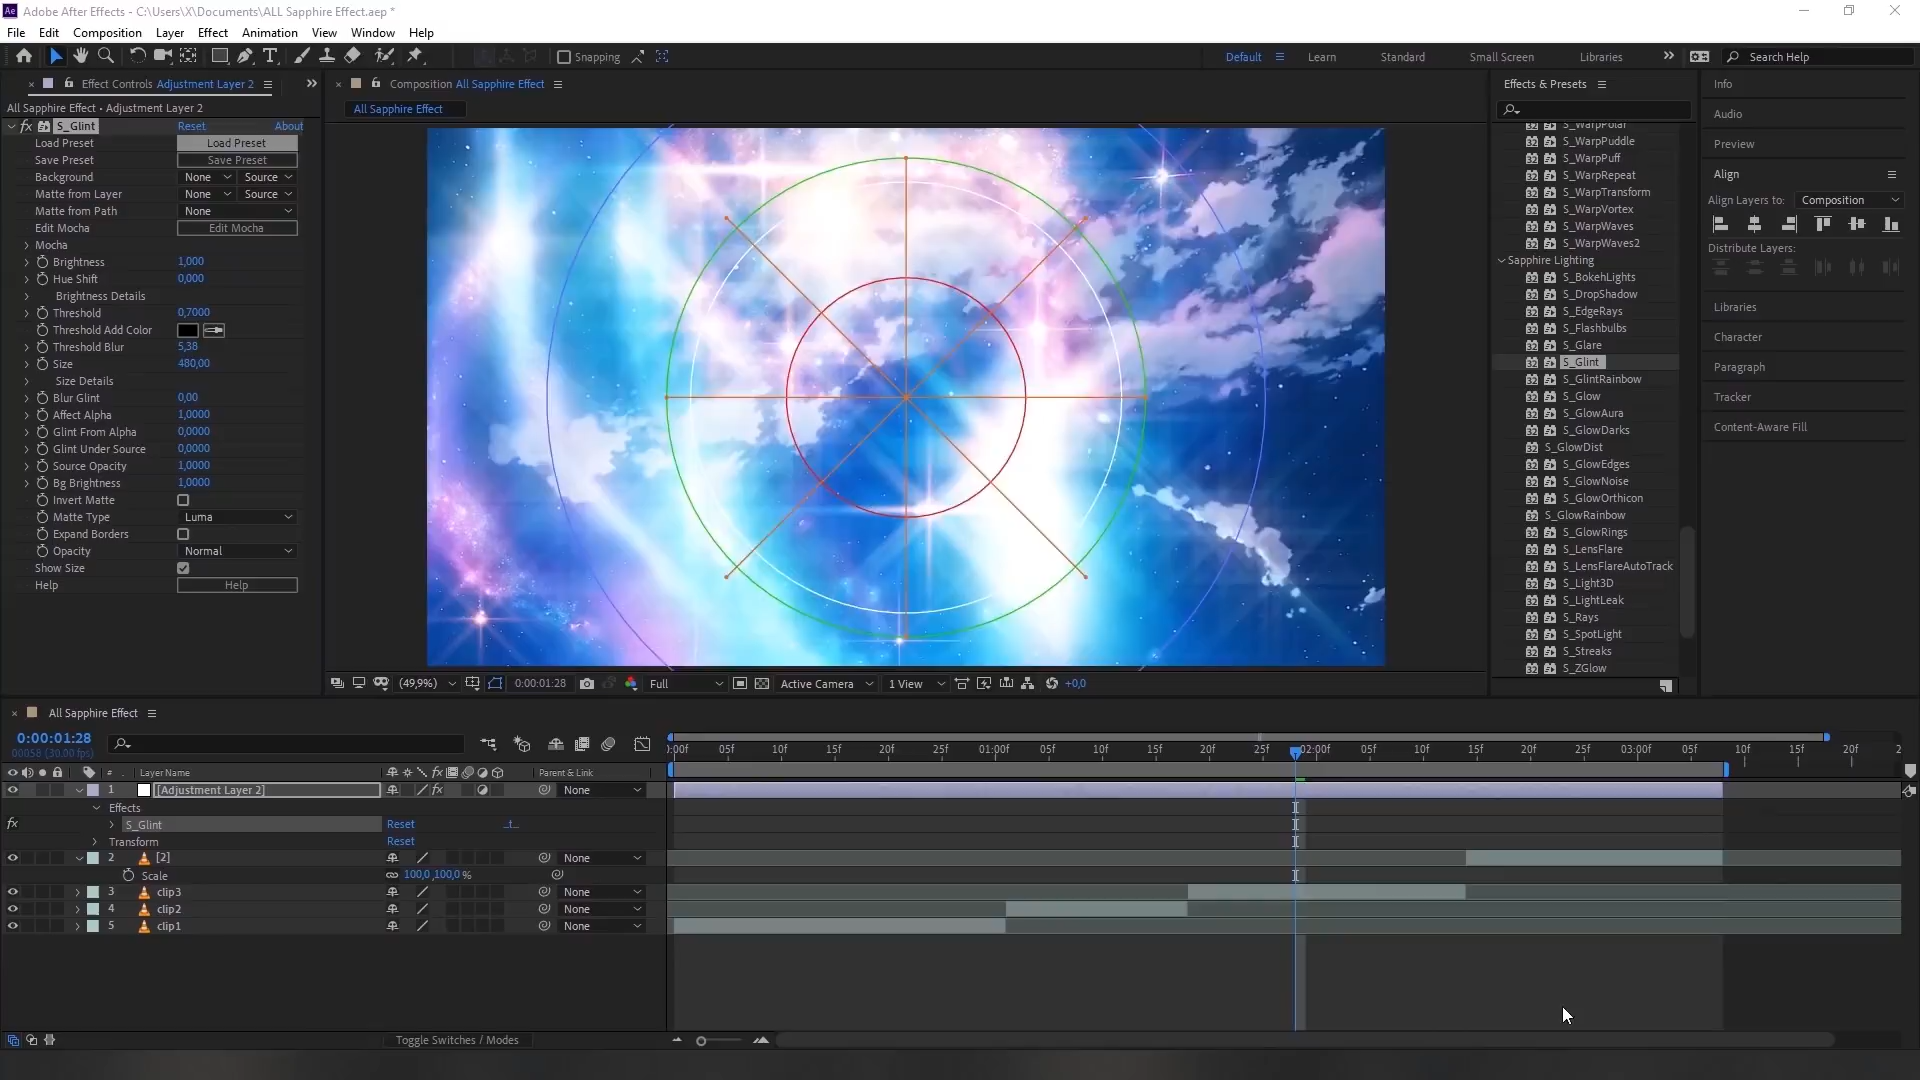 Ae Adobe After Effects - C:\Users\X\Documents\ALL Sapphire Effect.aep *
File Edit Composition Layer Effect Animation View Window Help
Snapping
Default Learn Standard Small Screen Libraries Search Help
Effect Controls Adjustment Layer 2
All Sapphire Effect • Adjustment Layer 2
fx S_Glint Reset About
Load Preset Load Preset
Save Preset Save Preset
Background None Source
Matte from Layer None Source
Matte from Path None
Edit Mocha Edit Mocha
Mocha
Brightness 1,000
Hue Shift 0,000
Brightness Details
Threshold 0,7000
Threshold Add Color
Threshold Blur 5,38
Size 480,00
Size Details
Blur Glint 0,00
Affect Alpha 1,0000
Glint From Alpha 0,0000
Glint Under Source 0,0000
Source Opacity 1,0000
Bg Brightness 1,0000
Invert Matte
Matte Type Luma
Expand Borders
Opacity Normal
Show Size
Help Help
Composition All Sapphire Effect
All Sapphire Effect
(49,9%) 0:00:01:28 Full Active Camera 1 View +0,0
Effects & Presets
S_WarpPolar
S_WarpPuddle
S_WarpPuff
S_WarpRepeat
S_WarpTransform
S_WarpVortex
S_WarpWaves
S_WarpWaves2
Sapphire Lighting
S_BokehLights
S_DropShadow
S_EdgeRays
S_Flashbulbs
S_Glare
S_Glint
S_GlintRainbow
S_Glow
S_GlowAura
S_GlowDarks
S_GlowDist
S_GlowEdges
S_GlowNoise
S_GlowOrthicon
S_GlowRainbow
S_GlowRings
S_LensFlare
S_LensFlareAutoTrack
S_Light3D
S_LightLeak
S_Rays
S_SpotLight
S_Streaks
S_ZGlow
Info
Audio
Preview
Align
Align Layers to: Composition
Distribute Layers:
Libraries
Character
Paragraph
Tracker
Content-Aware Fill
All Sapphire Effect
0:00:01:28
00058 (30.00 fps)
):00f 05f 10f 15f 20f 25f 01:00f 05f 10f 15f 20f 25f 02:00f 05f 10f 15f 20f 25f 03:00f 05f 10f 15f 20f 2
# Layer Name fx Parent & Link
1 [Adjustment Layer 2] fx None
Effects
fx S_Glint Reset
Transform Reset
2 [2] None
Scale 100,0,100,0 %
3 clip3 None
4 clip2 None
5 clip1 None
Toggle Switches / Modes